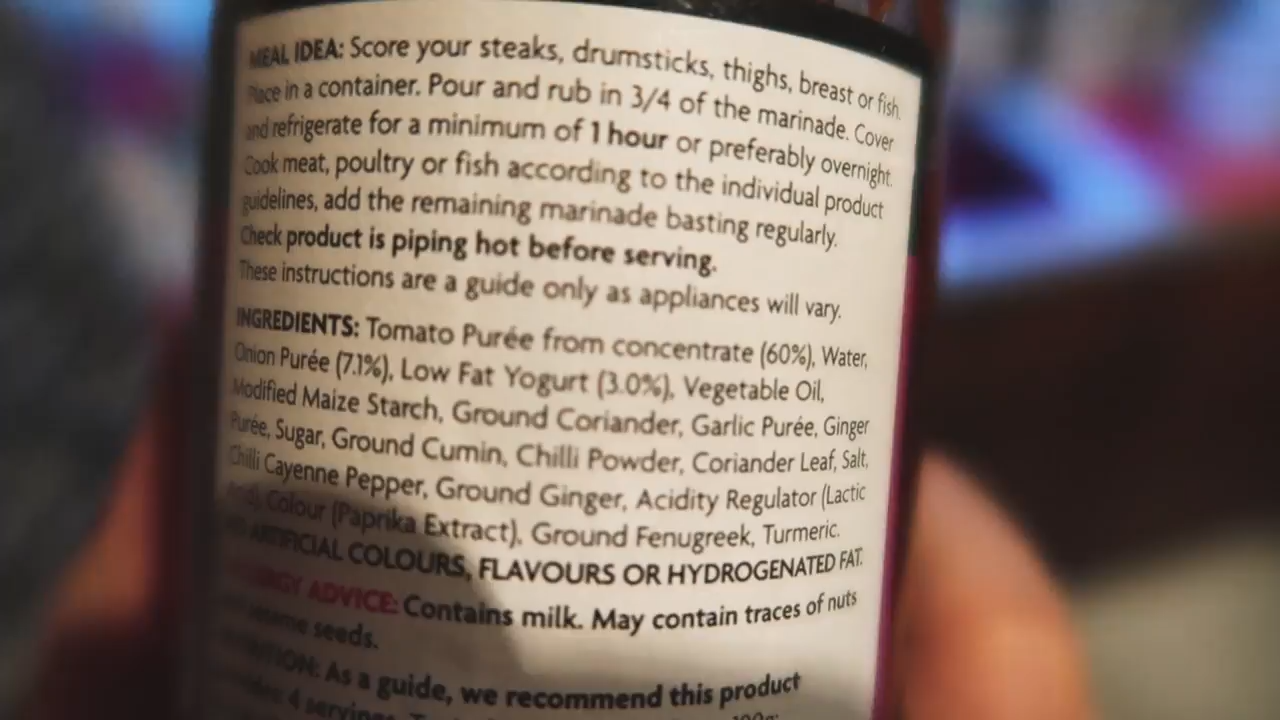 MEAL IDEA: Score your steaks, drumsticks, thighs, breast or fish.
Place in a container. Pour and rub in 3/4 of the marinade. Cover
and refrigerate for a minimum of 1 hour or preferably overnight.
Cook meat, poultry or fish according to the individual product
guidelines, add the remaining marinade basting regularly.
Check product is piping hot before serving.
These instructions are a guide only as appliances will vary.
INGREDIENTS: Tomato Purée from concentrate (60%), Water,
Onion Purée (7.1%), Low Fat Yogurt (3.0%), Vegetable Oil,
Modified Maize Starch, Ground Coriander, Garlic Purée, Ginger
Purée, Sugar, Ground Cumin, Chilli Powder, Coriander Leaf, Salt,
Chilli Cayenne Pepper, Ground Ginger, Acidity Regulator (Lactic
Acid), Colour (Paprika Extract), Ground Fenugreek, Turmeric.
ARTIFICIAL COLOURS, FLAVOURS OR HYDROGENATED FAT.
ALLERGY ADVICE: Contains milk. May contain traces of nuts
sesame seeds.
As a guide, we recommend this product
4 servings.
100g: